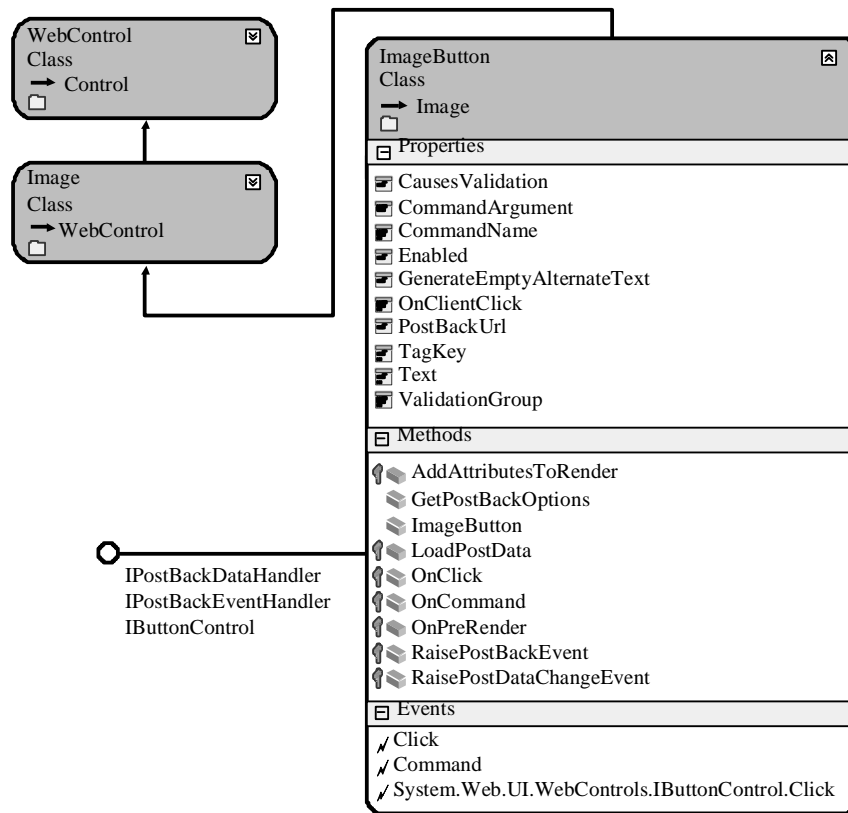 WebControl
Class
Control
Image
Class
WebControl
ImageButton
Class
Image
Properties
CausesValidation
CommandArgument
CommandName
Enabled
GenerateEmptyAlternateText
OnClientClick
PostBackUrl
TagKey
Text
ValidationGroup
Methods
AddAttributesToRender
GetPostBackOptions
ImageButton
LoadPostData
OnClick
OnCommand
OnPreRender
RaisePostBackEvent
RaisePostDataChangeEvent
IPostBackDataHandler
IPostBackEventHandler
IButtonControl
Events
Click
Command
System.Web.UI.WebControls.IButtonControl.Click